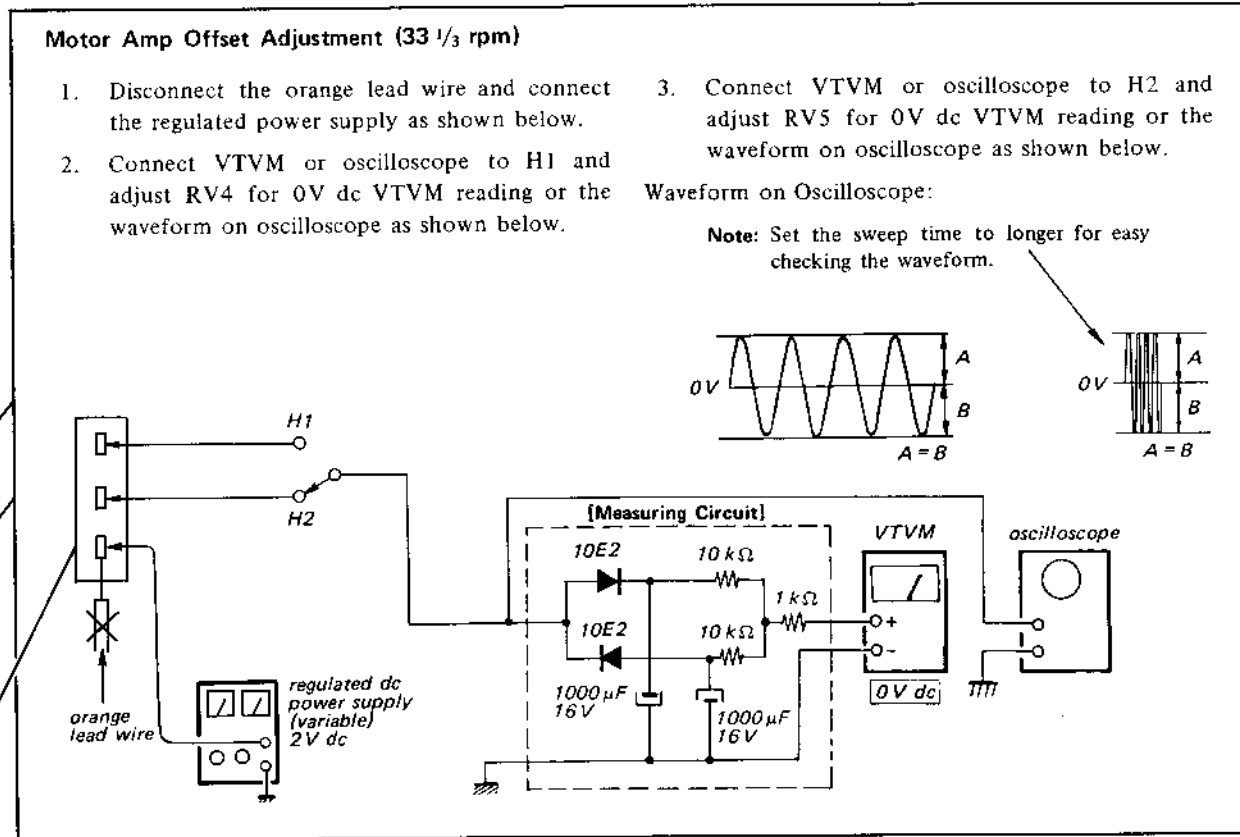 Motor Amp Offset Adjustment (33 1/3 rpm)
1. Disconnect the orange lead wire and connect
the regulated power supply as shown below.
2. Connect VTVM or oscilloscope to H1 and
adjust RV4 for 0V dc VTVM reading or the
waveform on oscilloscope as shown below.
3. Connect VTVM or oscilloscope to H2 and
adjust RV5 for 0V dc VTVM reading or the
waveform on oscilloscope as shown below.
Waveform on Oscilloscope:
Note: Set the sweep time to longer for easy
checking the waveform.
0V
A
B
A = B
0V
A
B
A = B
H1
H2
[Measuring Circuit]
10E2
10 kΩ
1 kΩ
10E2
10 kΩ
1000 µF
16V
1000 µF
16V
VTVM
+
−
0V dc
oscilloscope
orange
lead wire
regulated dc
power supply
(variable)
2V dc